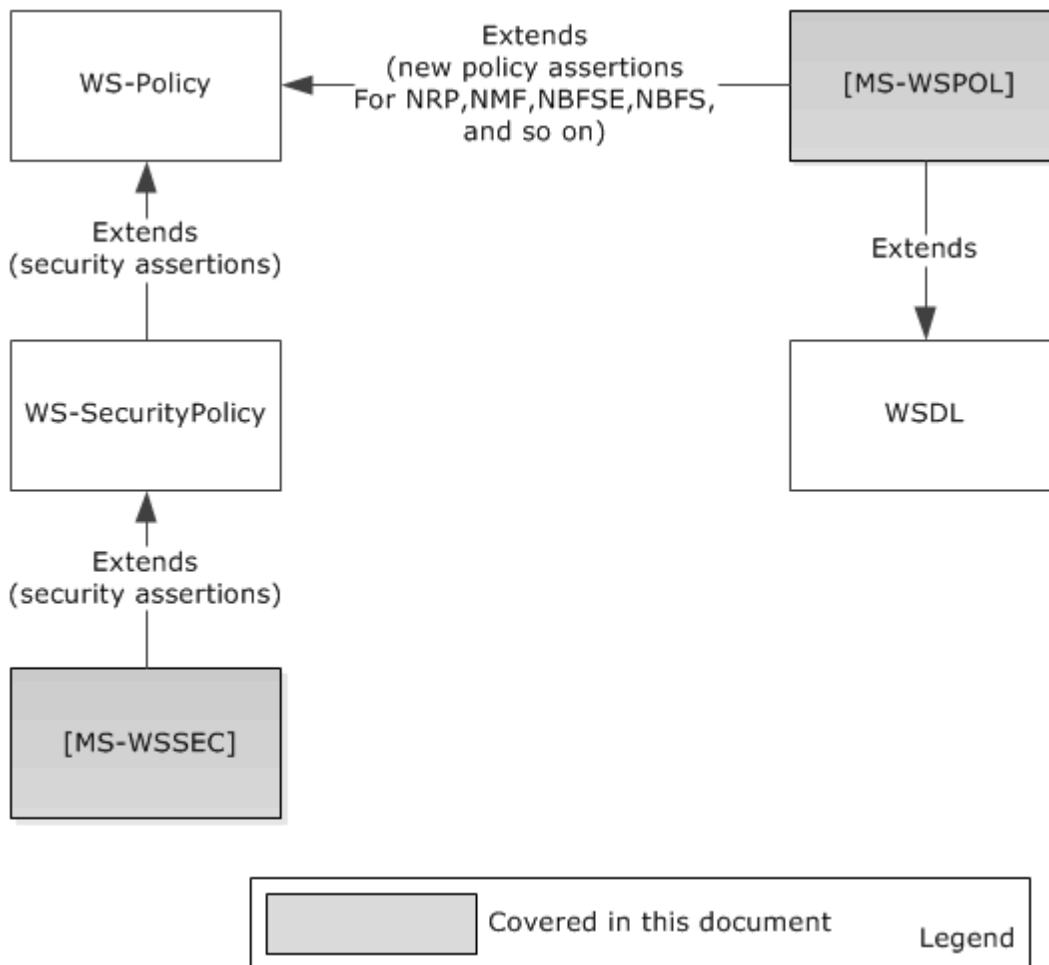 WS-Policy
Extends
(new policy assertions
For NRP,NMF,NBFSE,NBFS,
and so on)
[MS-WSPOL]
Extends
(security assertions)
Extends
WS-SecurityPolicy
WSDL
Extends
(security assertions)
[MS-WSSEC]
Covered in this document
Legend